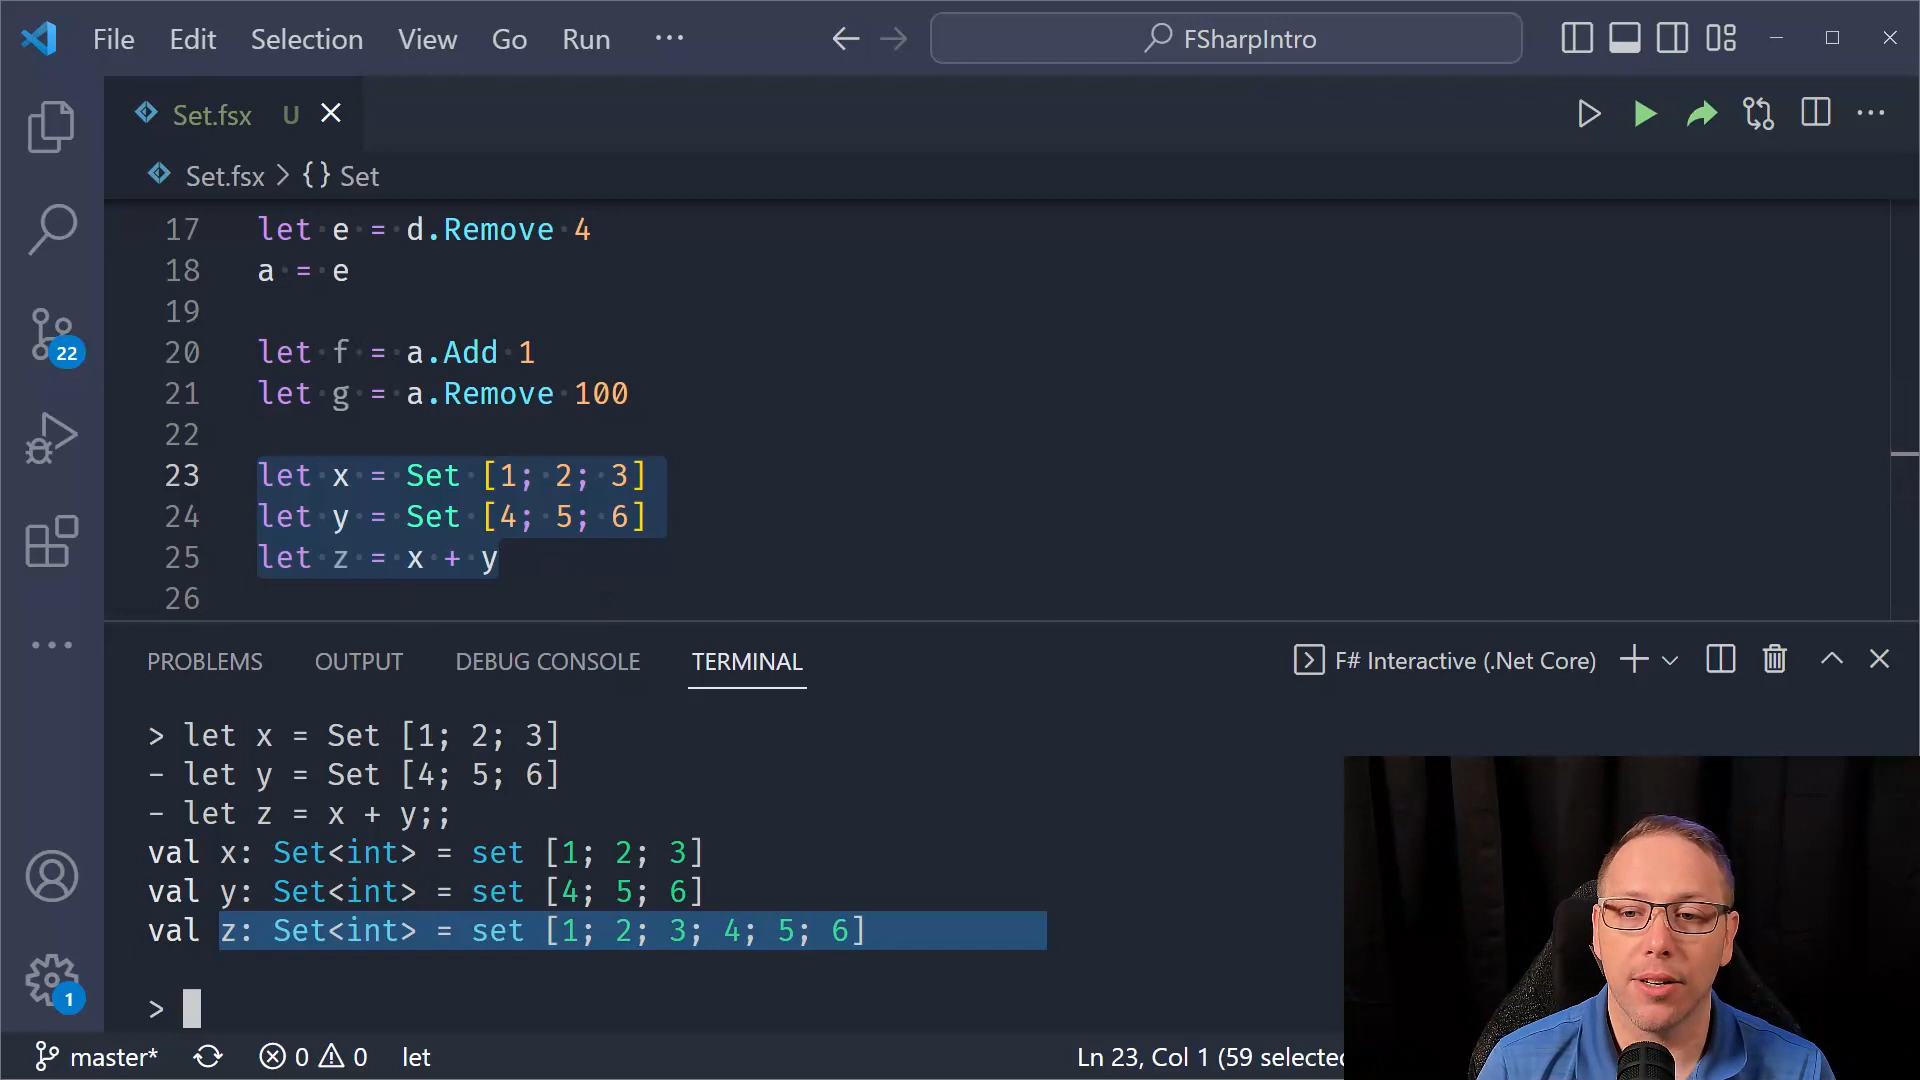 File Edit Selection View Go Run ··· FSharpIntro
Set.fsx U
Set.fsx > {} Set
17 let e = d.Remove 4
18 a = e
19
20 let f = a.Add 1
21 let g = a.Remove 100
22
23 let x = Set [1; 2; 3]
24 let y = Set [4; 5; 6]
25 let z = x + y
26
22
PROBLEMS OUTPUT DEBUG CONSOLE TERMINAL F# Interactive (.Net Core)
> let x = Set [1; 2; 3]
- let y = Set [4; 5; 6]
- let z = x + y;;
val x: Set<int> = set [1; 2; 3]
val y: Set<int> = set [4; 5; 6]
val z: Set<int> = set [1; 2; 3; 4; 5; 6]
>
1
master* 0 0 let Ln 23, Col 1 (59 selected